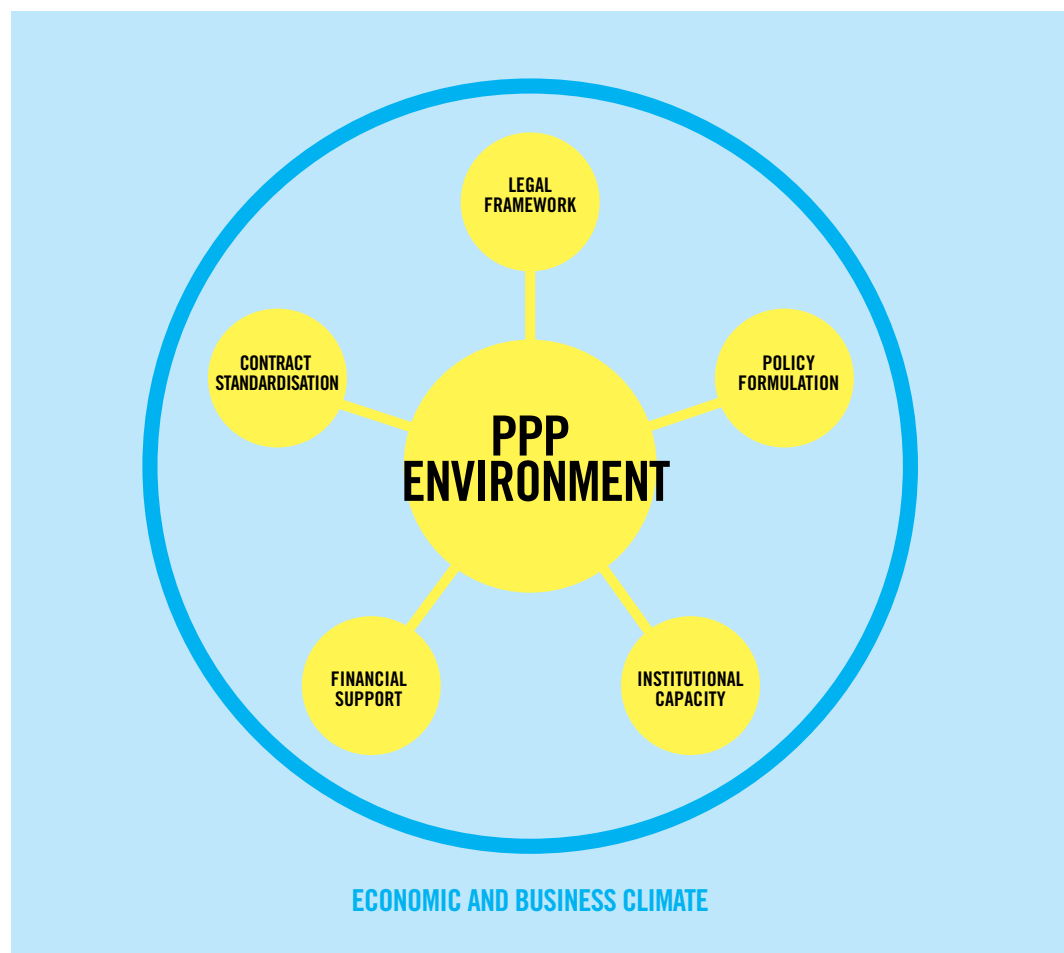 LEGAL
FRAMEWORK
CONTRACT
STANDARDISATION
POLICY
FORMULATION
PPP
ENVIRONMENT
FINANCIAL
SUPPORT
INSTITUTIONAL
CAPACITY
ECONOMIC AND BUSINESS CLIMATE